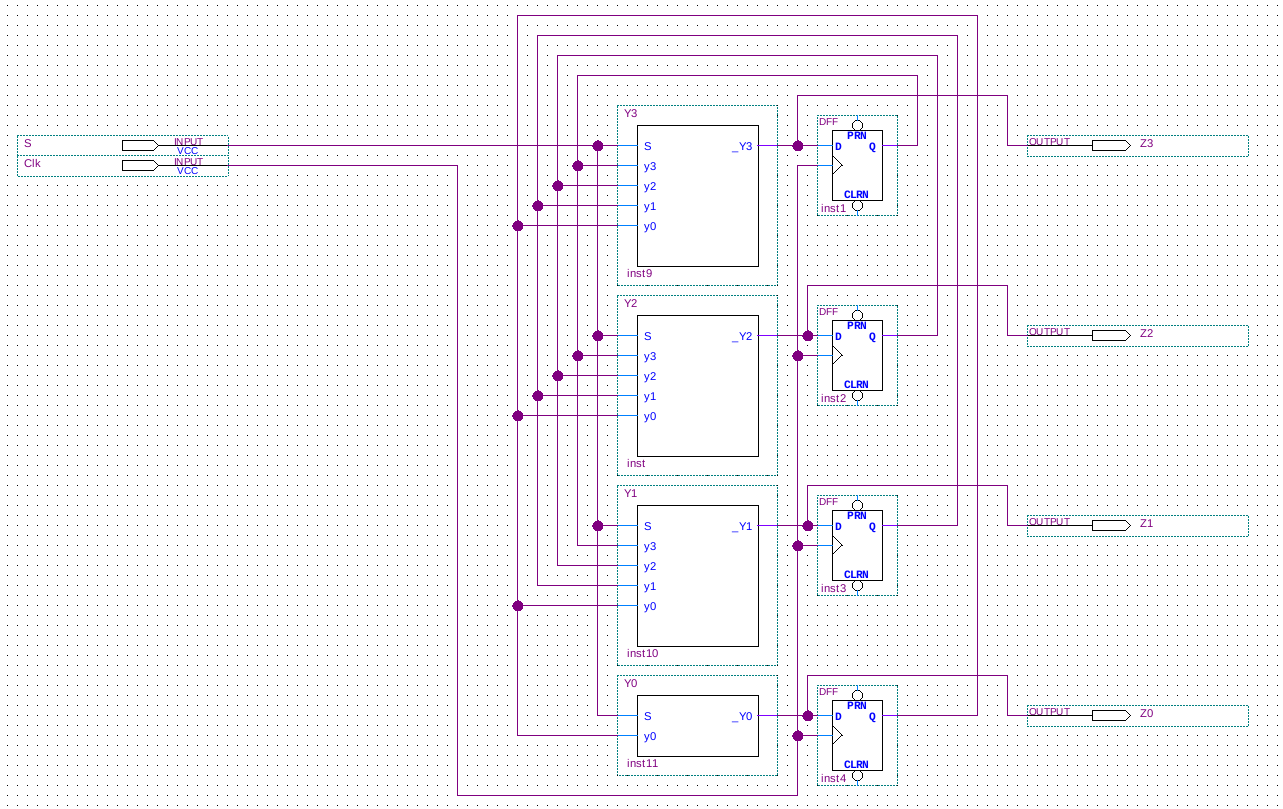 S INPUT
VCC
Clk INPUT
VCC
Y3
S _Y3
y3
y2
y1
y0
inst9
DFF
PRN
D Q
CLRN
inst1
OUTPUT Z3
Y2
S _Y2
y3
y2
y1
y0
inst
DFF
PRN
D Q
CLRN
inst2
OUTPUT Z2
Y1
S _Y1
y3
y2
y1
y0
inst10
DFF
PRN
D Q
CLRN
inst3
OUTPUT Z1
Y0
S _Y0
y0
inst11
DFF
PRN
D Q
CLRN
inst4
OUTPUT Z0